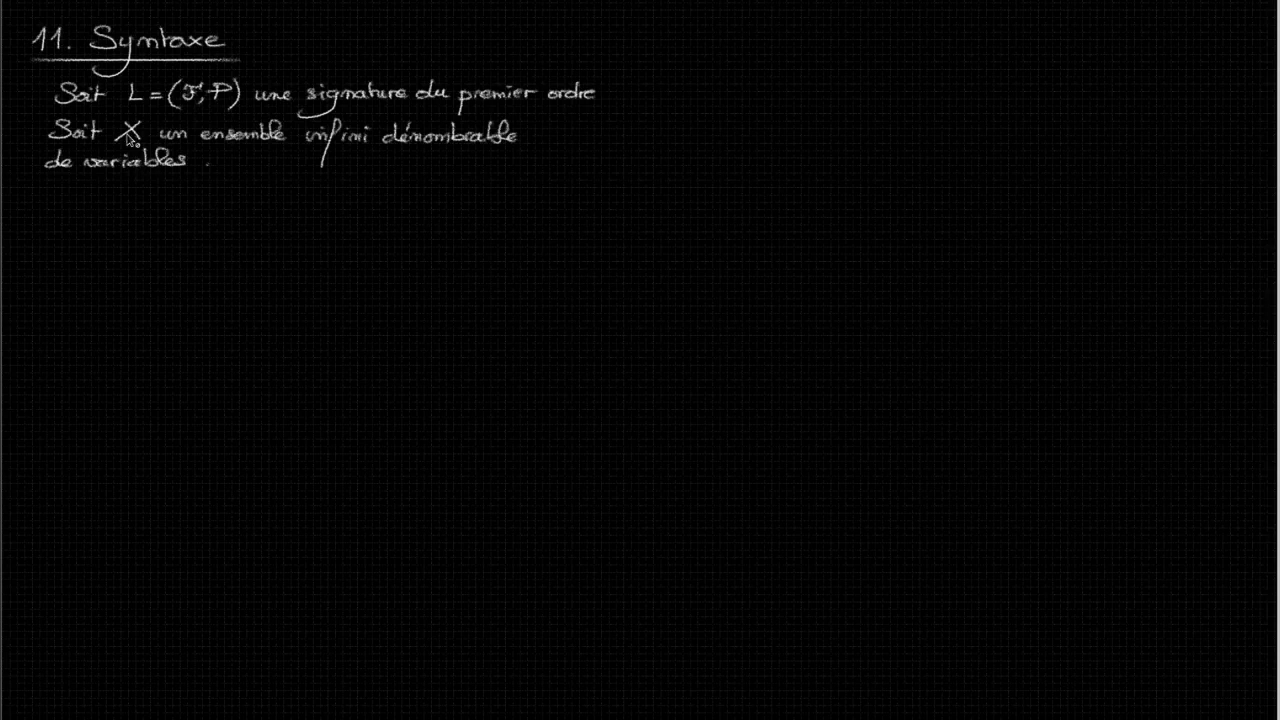 11. Syntaxe
Soit L = (F, P) une signature du premier ordre
Soit X un ensemble infini dénombrable
de variables.